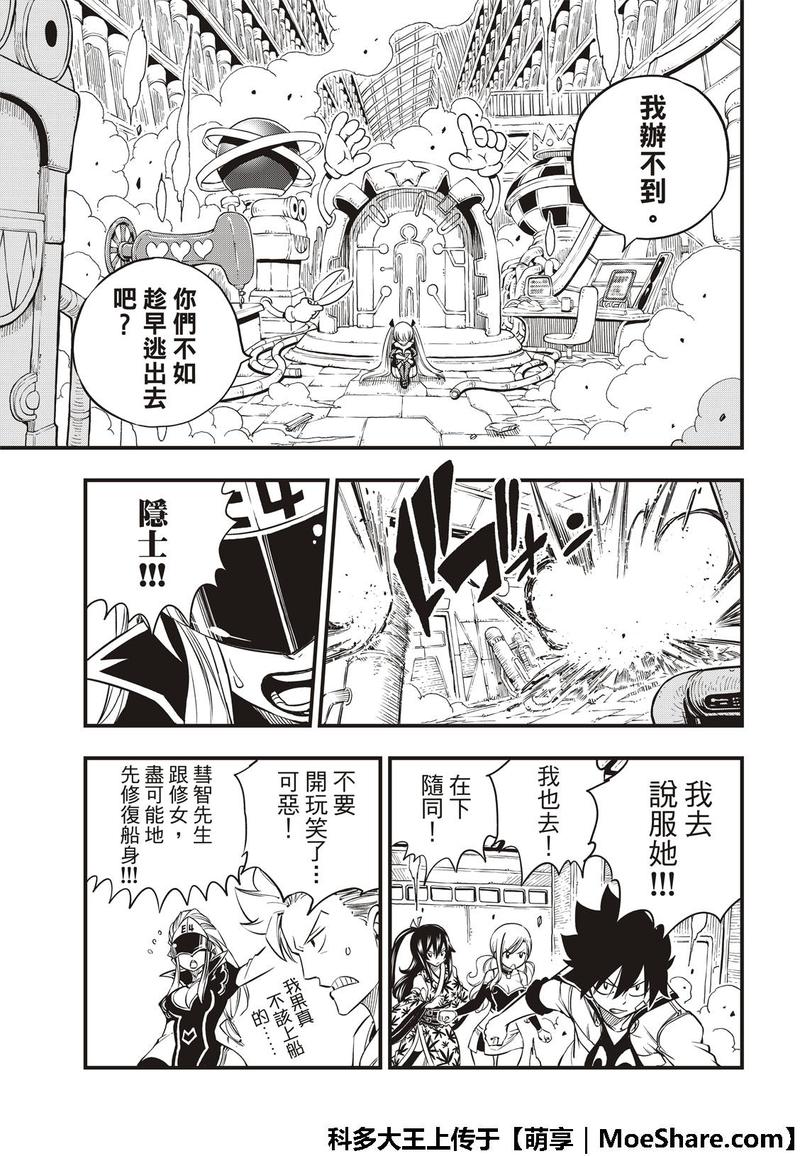 我辦不到。
你們不如
趁早逃出去
吧？
ドゴォン
E4
隱士!!!
我去
說服她!!!
我也去！
在下
隨同！
不要
開玩笑了…
可惡！
彗智先生
跟修女，
盡可能地
先修復船身!!!
E4
我果真
不該上船
的……
科多大王上传于【萌享｜MoeShare.com】